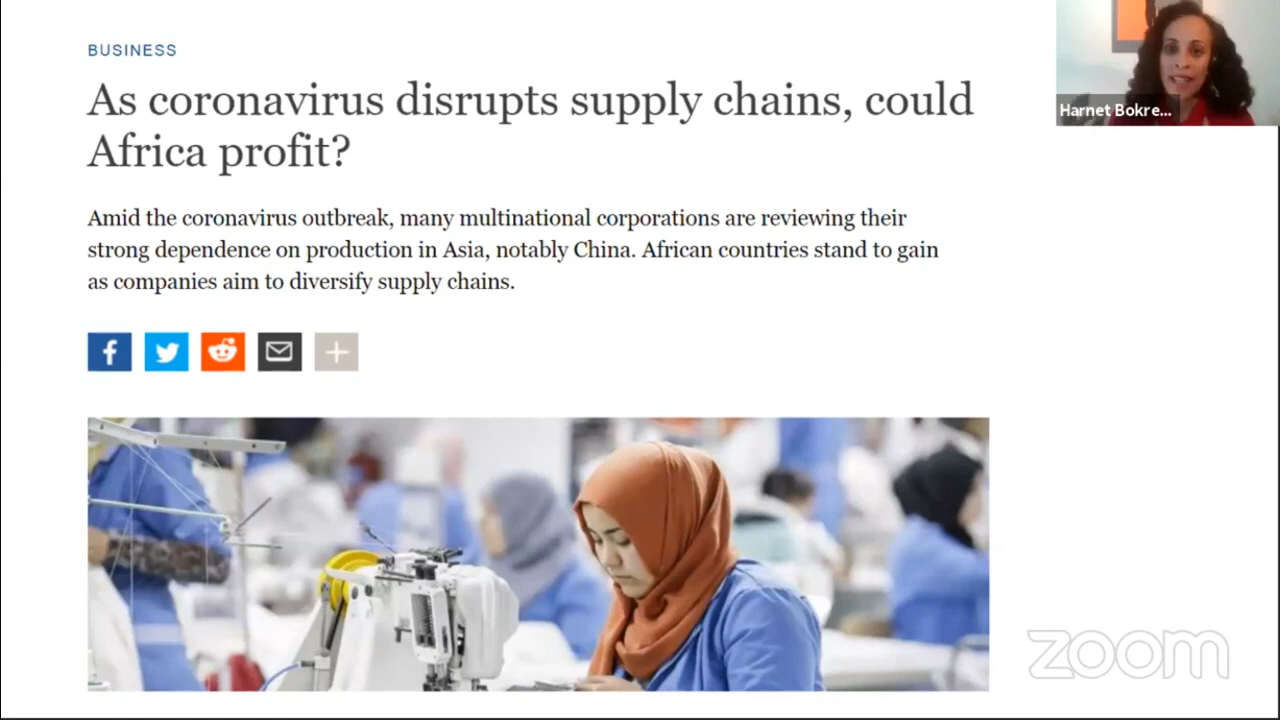 BUSINESS
As coronavirus disrupts supply chains, could
Africa profit?
Amid the coronavirus outbreak, many multinational corporations are reviewing their
strong dependence on production in Asia, notably China. African countries stand to gain
as companies aim to diversify supply chains.
Harnet Bokre...
zoom